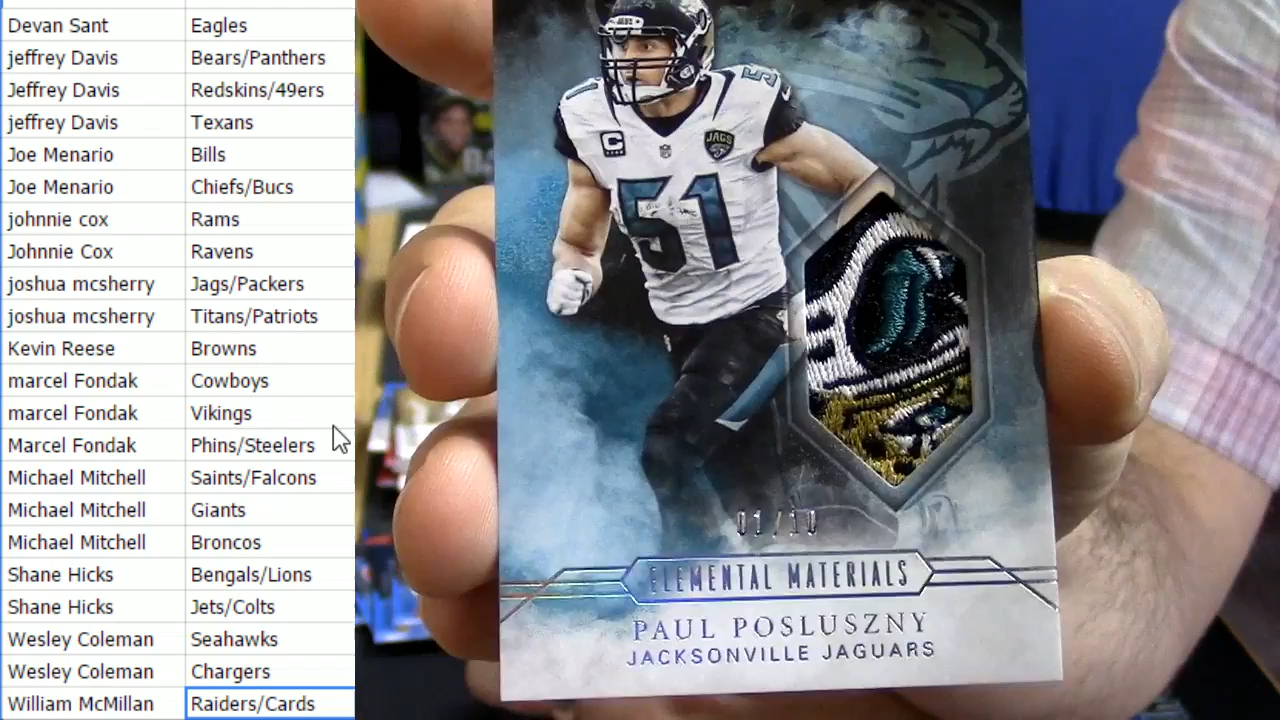 Devan Sant Eagles
jeffrey Davis Bears/Panthers
Jeffrey Davis Redskins/49ers
jeffrey Davis Texans
Joe Menario Bills
Joe Menario Chiefs/Bucs
johnnie cox Rams
Johnnie Cox Ravens
joshua mcsherry Jags/Packers
joshua mcsherry Titans/Patriots
Kevin Reese Browns
marcel Fondak Cowboys
marcel Fondak Vikings
Marcel Fondak Phins/Steelers
Michael Mitchell Saints/Falcons
Michael Mitchell Giants
Michael Mitchell Broncos
Shane Hicks Bengals/Lions
Shane Hicks Jets/Colts
Wesley Coleman Seahawks
Wesley Coleman Chargers
William McMillan Raiders/Cards
JAGS
51
51
C
JAGS
51
01/10
ELEMENTAL MATERIALS
PAUL POSLUSZNY
JACKSONVILLE JAGUARS